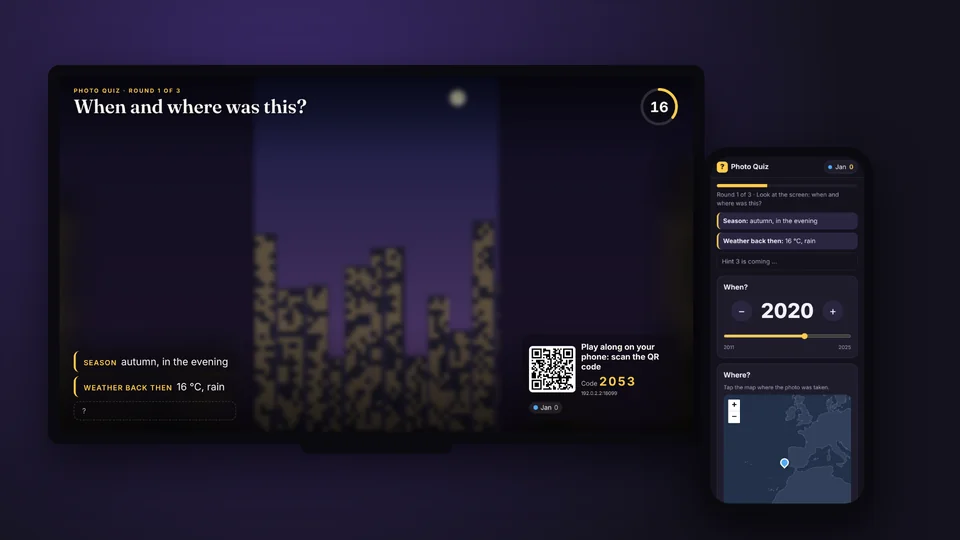 PHOTO QUIZ · ROUND 1 OF 3
When and where was this?
16
SEASON autumn, in the evening
WEATHER BACK THEN 16 °C, rain
?
Play along on your
phone: scan the QR
code
Code 2053
192.0.2.2:16099
Jan 0
? Photo Quiz
Jan 0
Round 1 of 3 · Look at the screen: when and
where was this?
Season: autumn, in the evening
Weather back then: 16 °C, rain
Hint 3 is coming ...
When?
− 2020 +
2011 2025
Where?
Tap the map where the photo was taken.
+
−